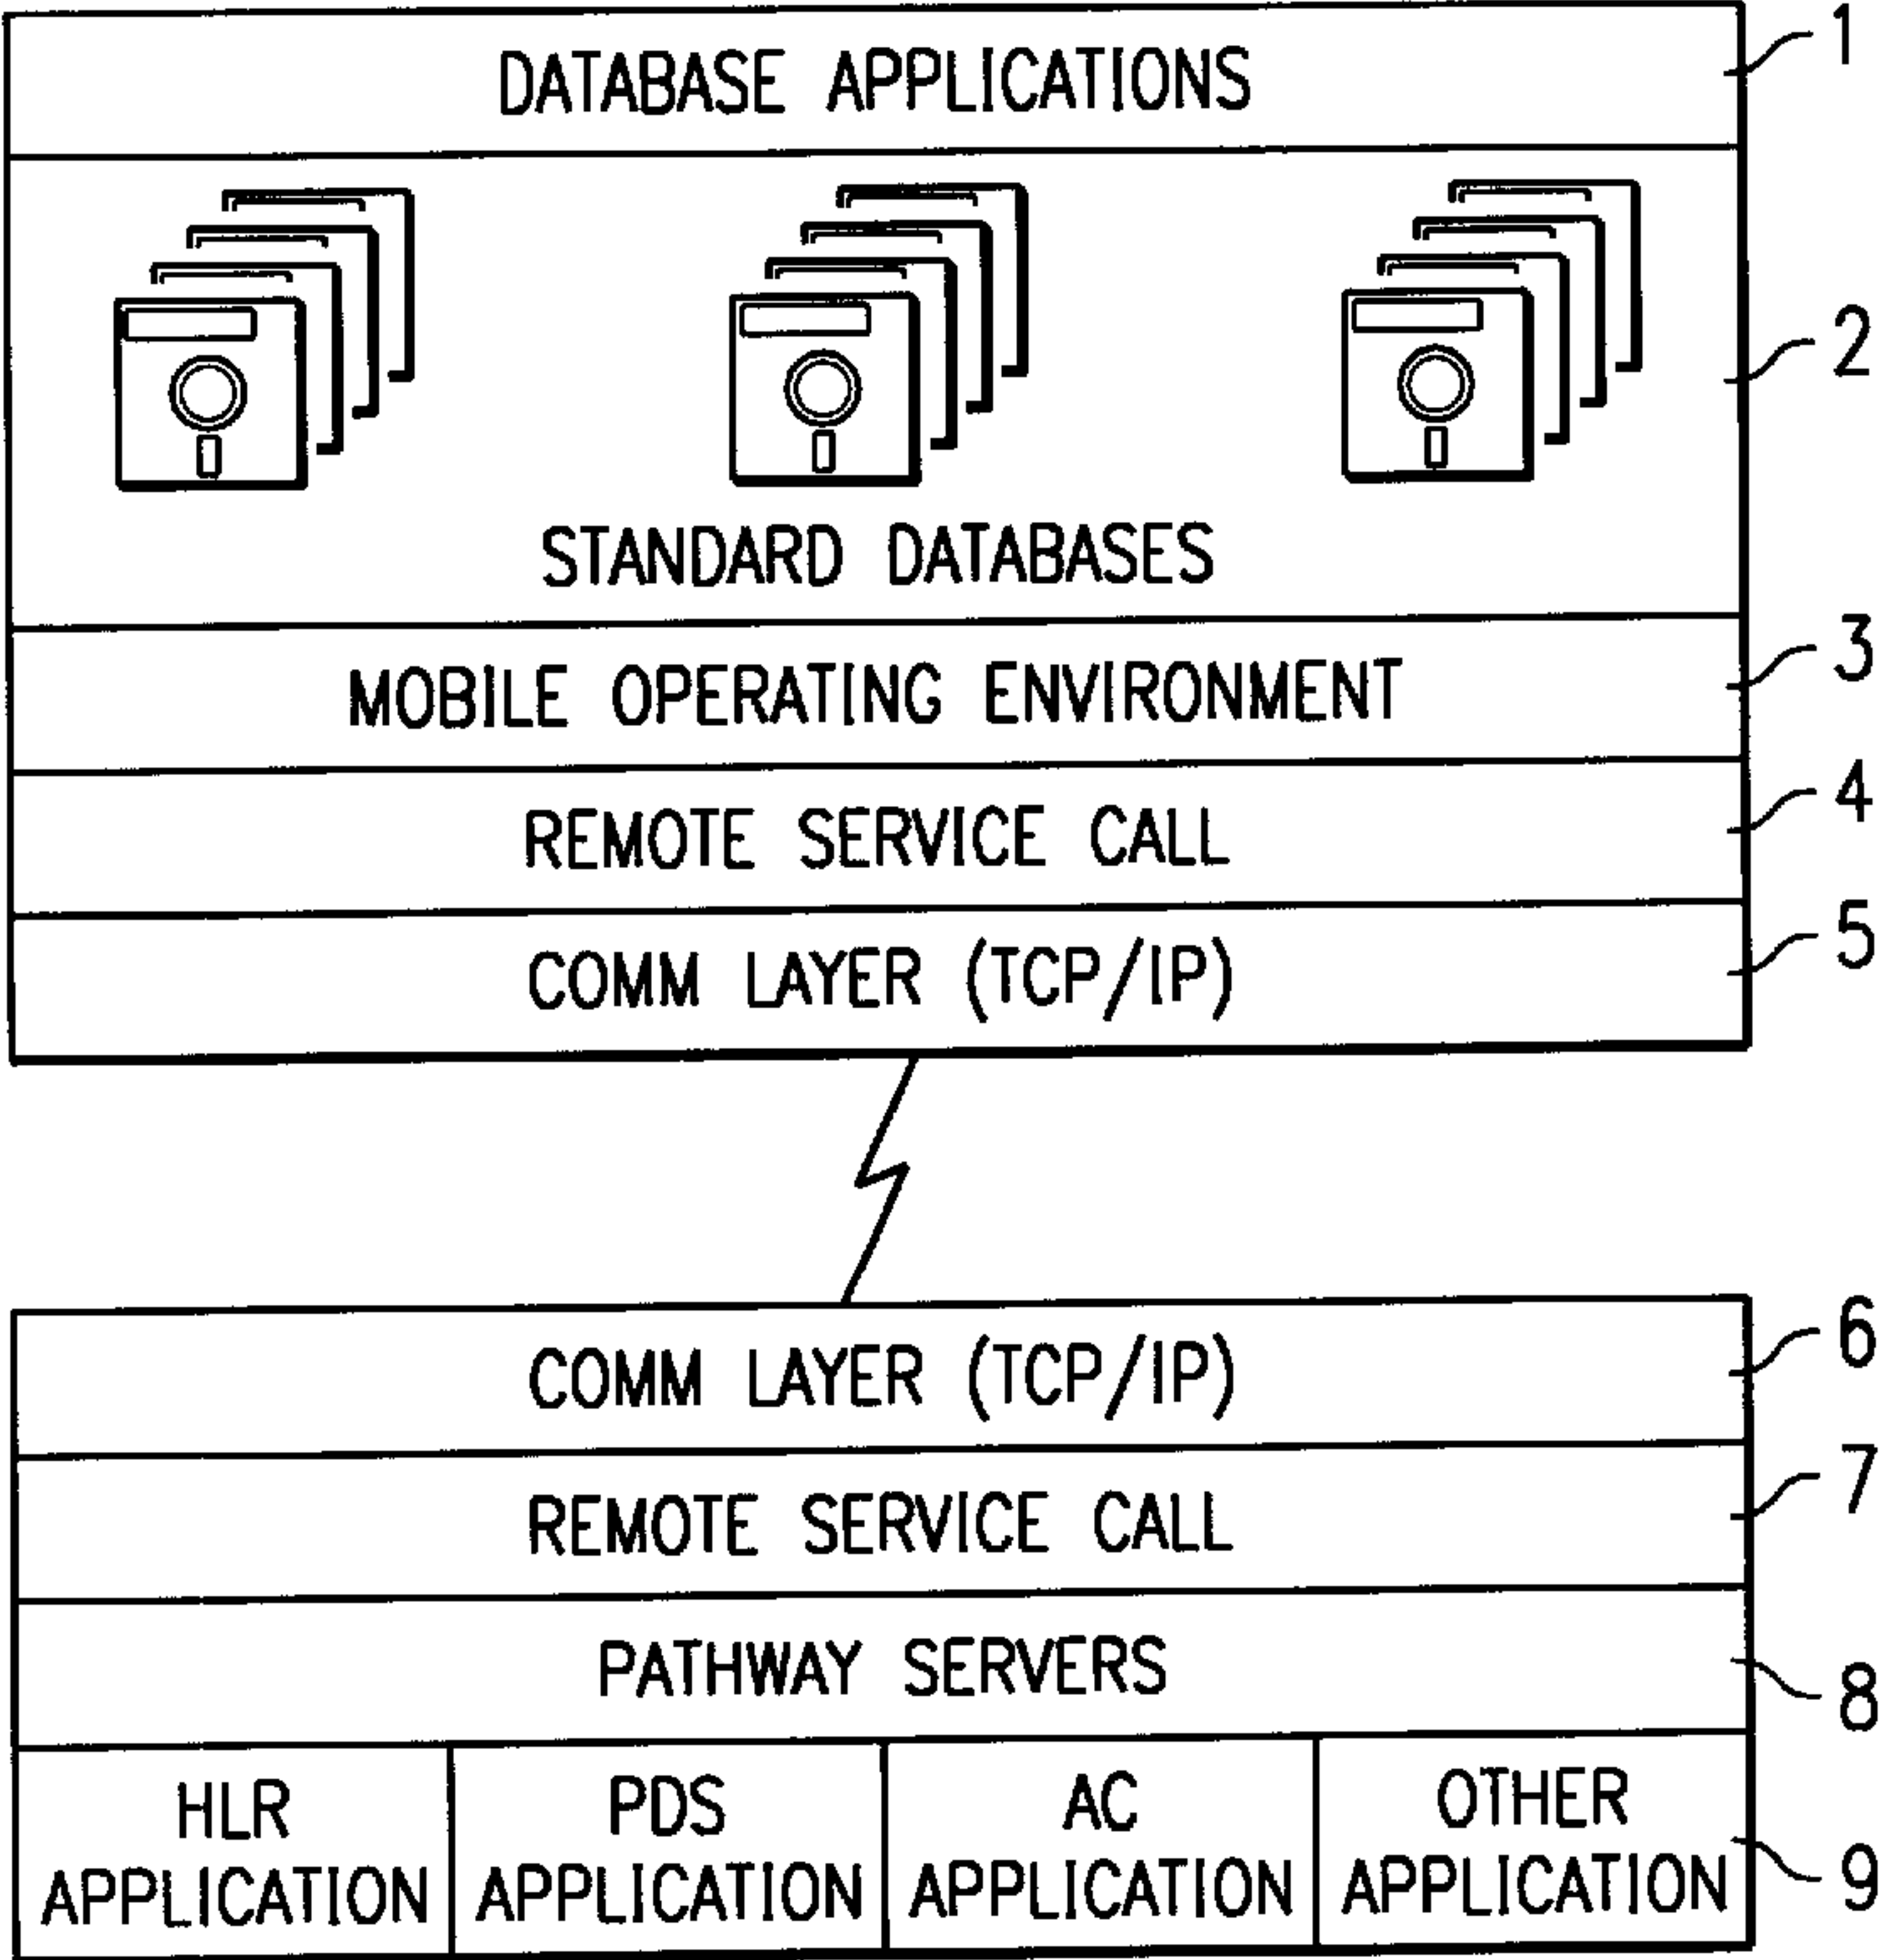 DATABASE APPLICATIONS 1
2
STANDARD DATABASES
MOBILE OPERATING ENVIRONMENT 3
REMOTE SERVICE CALL 4
COMM LAYER (TCP/IP) 5
COMM LAYER (TCP/IP) 6
REMOTE SERVICE CALL 7
PATHWAY SERVERS 8
HLR APPLICATION
PDS APPLICATION
AC APPLICATION
OTHER APPLICATION
9